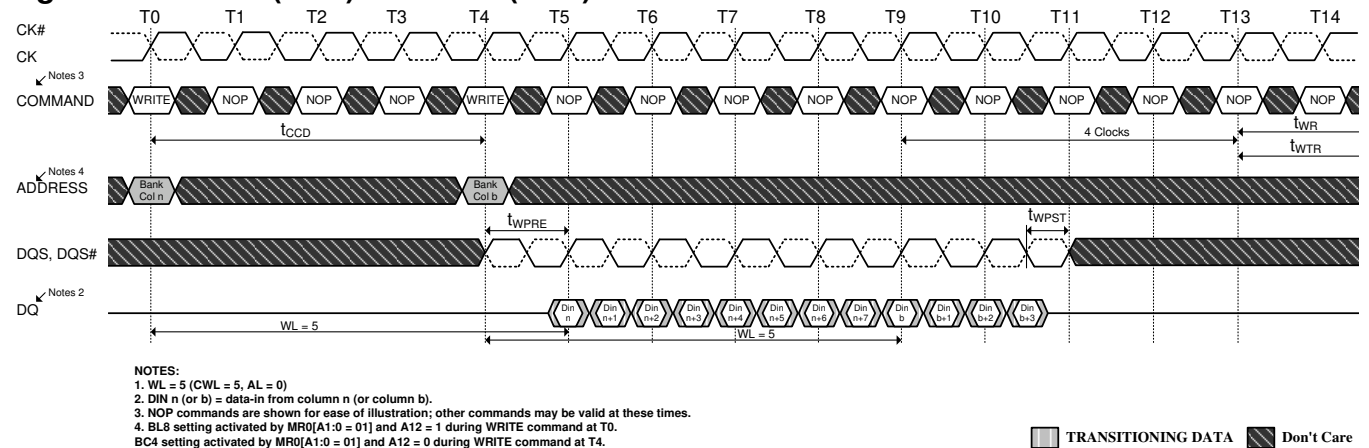 T0 T1 T2 T3 T4 T5 T6 T7 T8 T9 T10 T11 T12 T13 T14
CK#
CK
Notes 3
COMMAND WRITE NOP NOP NOP WRITE NOP NOP NOP NOP NOP NOP NOP NOP NOP NOP
tCCD 4 Clocks tWR
tWTR
Notes 4
ADDRESS
Bank
Col n
Bank
Col b
tWPRE tWPST
DQS, DQS#
Notes 2
DQ
Din n Din n+1 Din n+2 Din n+3 Din n+4 Din n+5 Din n+6 Din n+7 Din b Din b+1 Din b+2 Din b+3
WL = 5
WL = 5
NOTES:
1. WL = 5 (CWL = 5, AL = 0)
2. DIN n (or b) = data-in from column n (or column b).
3. NOP commands are shown for ease of illustration; other commands may be valid at these times.
4. BL8 setting activated by MR0[A1:0 = 01] and A12 = 1 during WRITE command at T0.
BC4 setting activated by MR0[A1:0 = 01] and A12 = 0 during WRITE command at T4.
TRANSITIONING DATA Don't Care